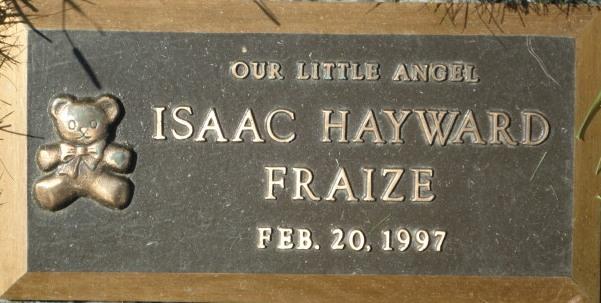 OUR LITTLE ANGEL
ISAAC HAYWARD
FRAIZE
FEB. 20, 1997